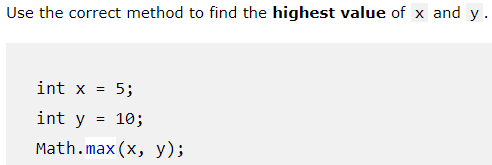 Use the correct method to find the highest value of x and y.
int x = 5;
int y = 10;
Math.max(x, y);